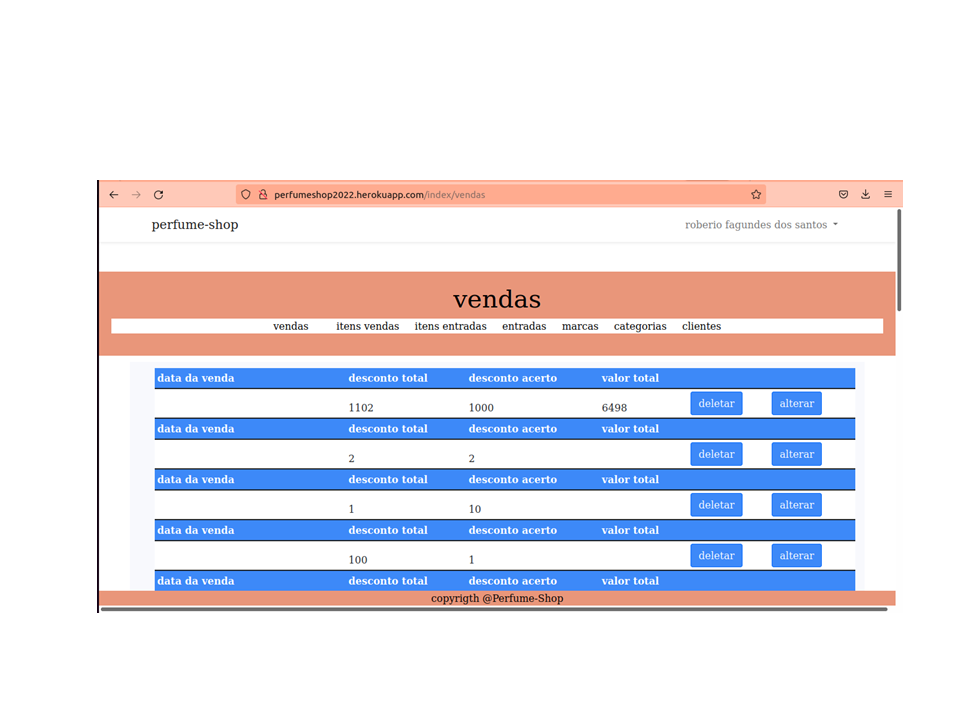 perfumeshop2022.herokuapp.com/index/vendas
perfume-shop roberio fagundes dos santos
vendas
vendas itens vendas itens entradas entradas marcas categorias clientes
data da venda desconto total desconto acerto valor total
1102 1000 6498 deletar alterar
data da venda desconto total desconto acerto valor total
2 2 deletar alterar
data da venda desconto total desconto acerto valor total
1 10 deletar alterar
data da venda desconto total desconto acerto valor total
100 1 deletar alterar
data da venda desconto total desconto acerto valor total
copyrigth @Perfume-Shop